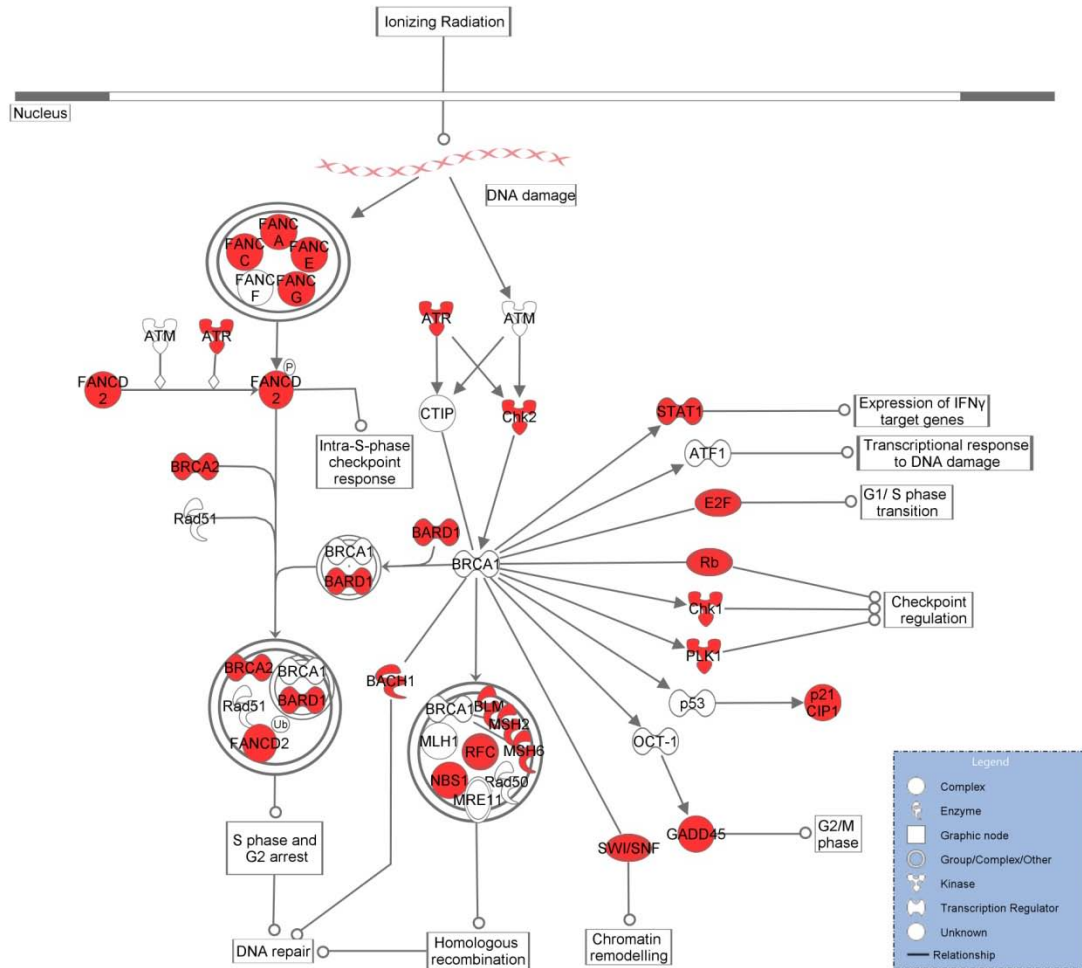 Ionizing Radiation
Nucleus
DNA damage
FANC
A
FANC
C
FANC
E
FANC
F
FANC
G
ATM
ATR
ATR
ATM
FANCD
2
P
FANCD
2
CTIP
Chk2
Intra-S-phase
checkpoint
response
STAT1
Expression of IFNγ
target genes
ATF1
Transcriptional response
to DNA damage
E2F
G1/ S phase
transition
BRCA2
Rad51
BARD1
BRCA1
BARD1
BRCA1
Rb
Chk1
Checkpoint
regulation
PLK1
p53
p21
CIP1
OCT-1
BRCA2
BRCA1
BARD1
Rad51
Ub
FANCD2
BACH1
BRCA1
BLM
MSH2
MLH1
RFC
MSH6
NBS1
Rad50
MRE11
SWI/SNF
GADD45
G2/M
phase
S phase and
G2 arrest
DNA repair
Homologous
recombination
Chromatin
remodelling
Legend
Complex
Enzyme
Graphic node
Group/Complex/Other
Kinase
Transcription Regulator
Unknown
Relationship